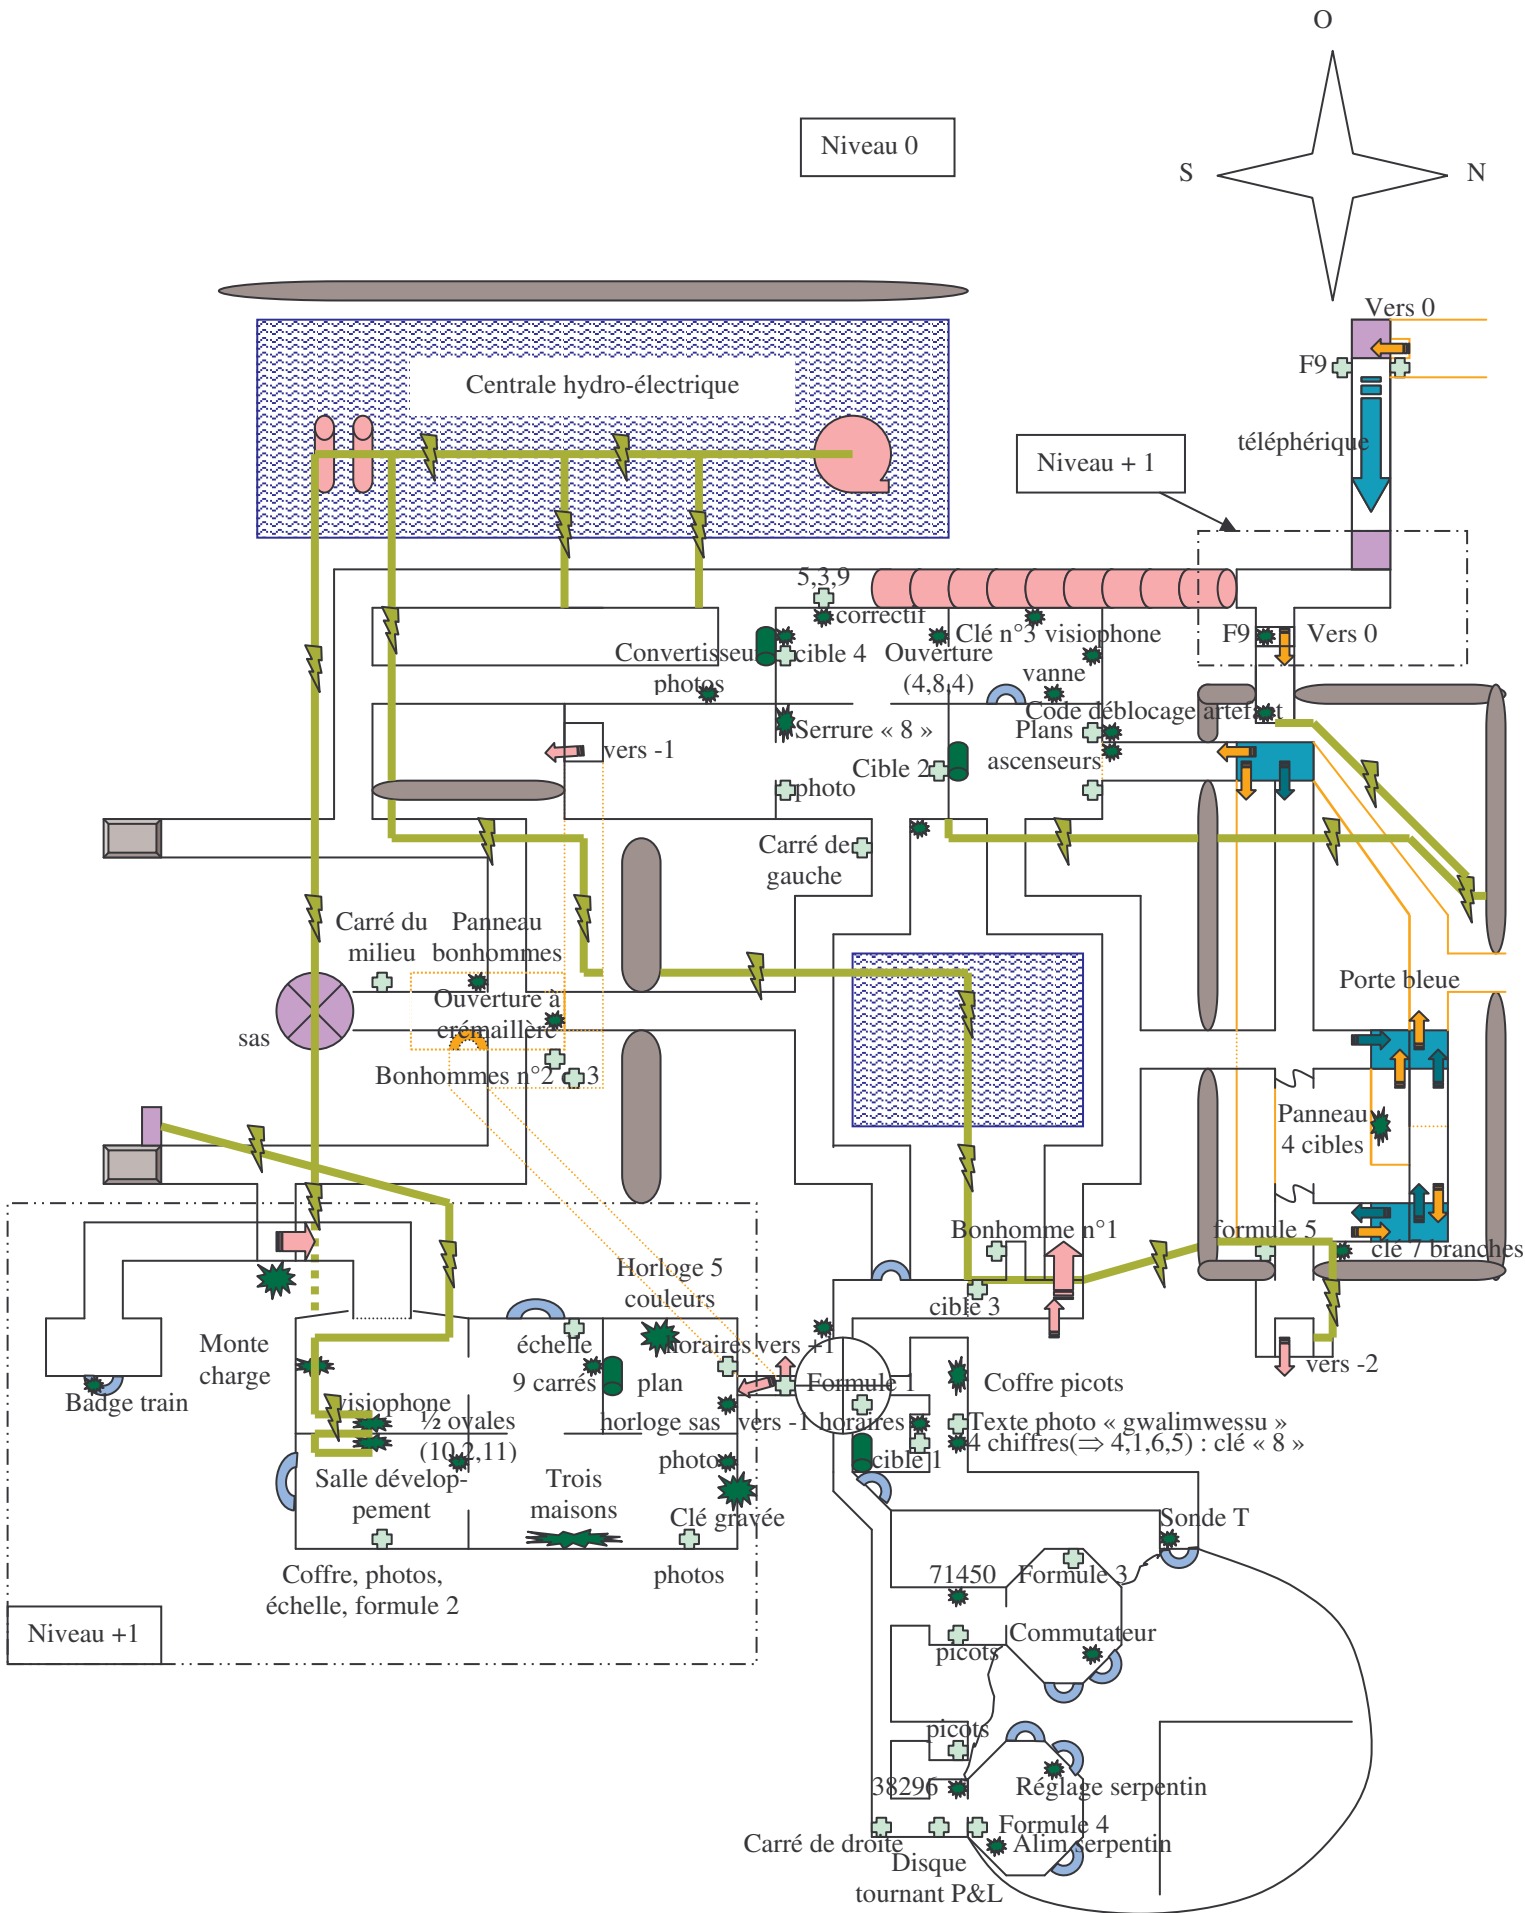 O
Niveau 0
S
N
Vers 0
F9
Centrale hydro-électrique
téléphérique
Niveau + 1
5,3,9
correctif
Clé n°3 visiophone
F9
Vers 0
Convertisseur
photos
cible 4
Ouverture
(4,8,4)
vanne
Code déblocage artefact
Serrure « 8 »
Plans
ascenseurs
vers -1
Cible 2
photo
Carré de
gauche
Carré du
milieu
Panneau
bonhommes
Porte bleue
Ouverture à
crémaillère
sas
Bonhommes n°2 et 3
Panneau
4 cibles
Bonhomme n°1
formule 5
clé 7 branches
Horloge 5
couleurs
cible 3
Monte
charge
échelle
horaires vers +1
9 carrés
plan
Formule 1
Coffre picots
vers -2
Badge train
visiophone
½ ovales
(10,2,11)
horloge sas
vers -1
horaires
Texte photo « gwalimwessu »
4 chiffres(⇒ 4,1,6,5) : clé « 8 »
photo
cible 1
Salle dévelop-
pement
Trois
maisons
Clé gravée
Sonde T
Coffre, photos,
échelle, formule 2
photos
71450
Formule 3
Niveau +1
Commutateur
picots
picots
38296
Réglage serpentin
Carré de droite
Formule 4
Alim serpentin
Disque
tournant P&L